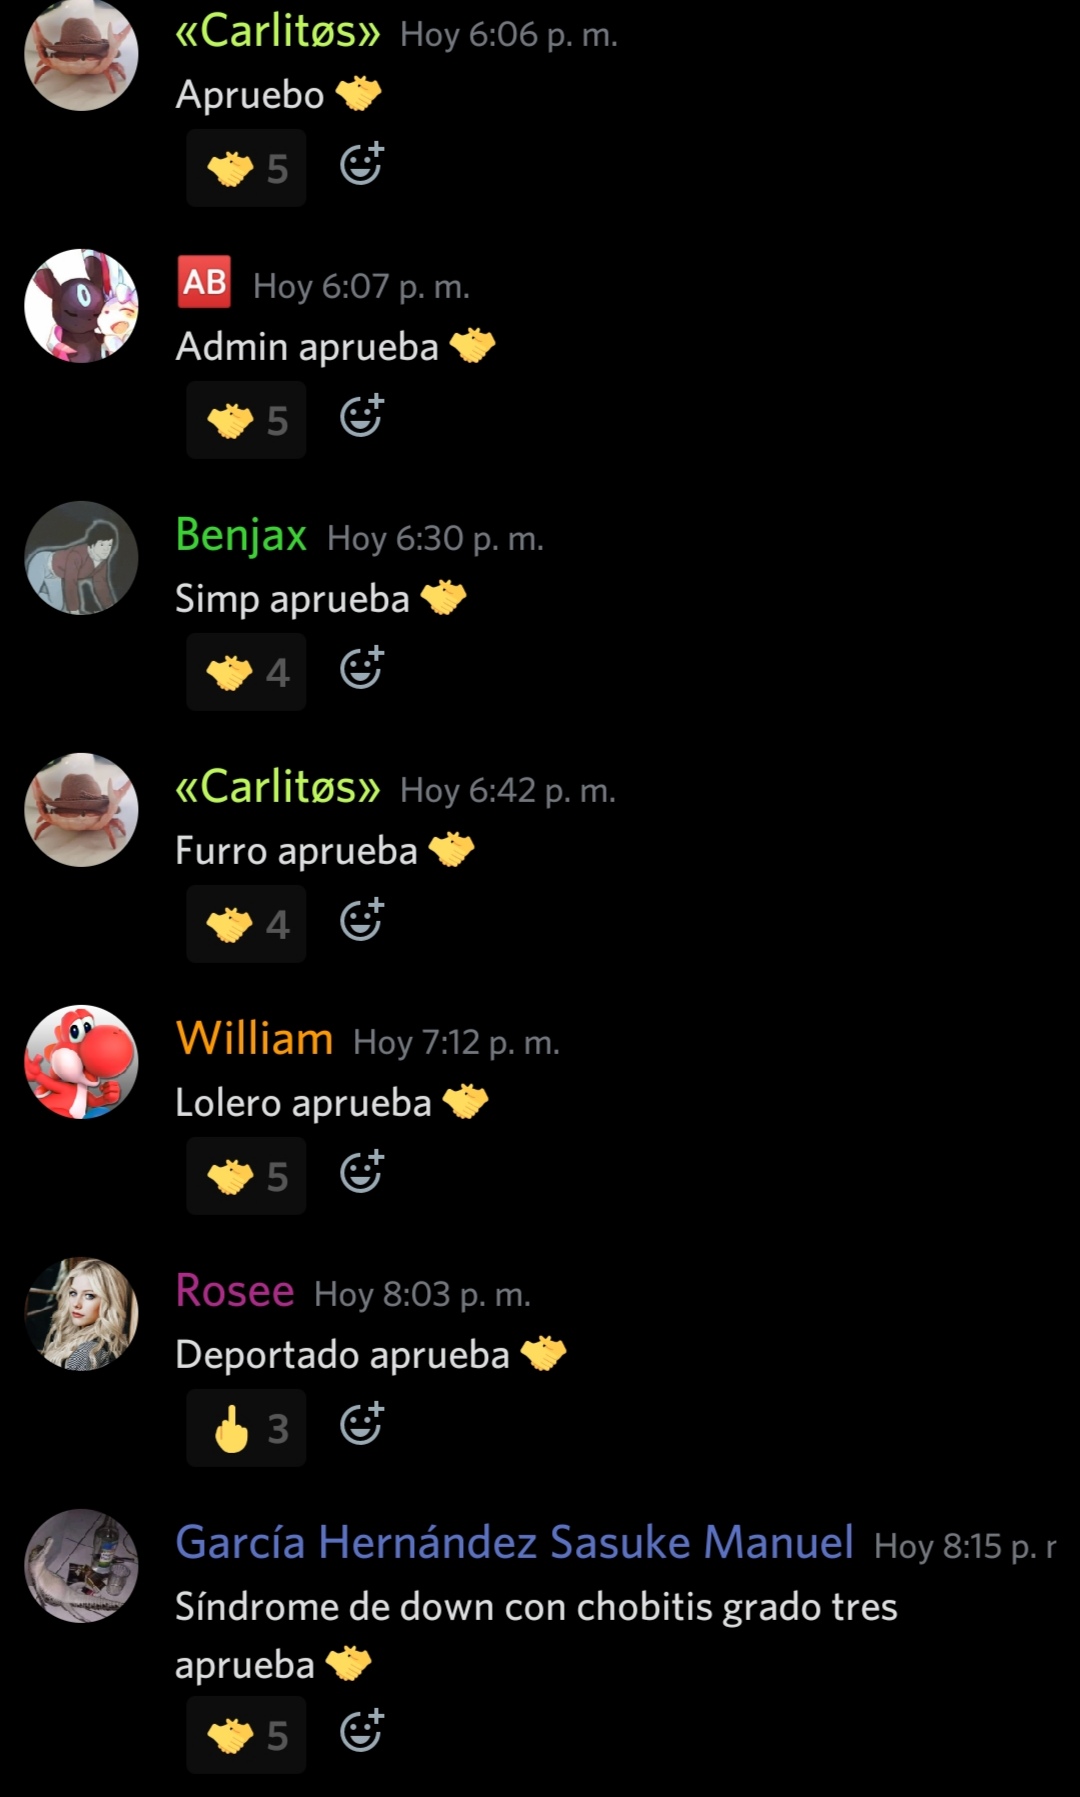 «Carlitøs» Hoy 6:06 p. m.
Apruebo 🤝
🤝 5
🆎 Hoy 6:07 p. m.
Admin aprueba 🤝
🤝 5
Benjax Hoy 6:30 p. m.
Simp aprueba 🤝
🤝 4
«Carlitøs» Hoy 6:42 p. m.
Furro aprueba 🤝
🤝 4
William Hoy 7:12 p. m.
Lolero aprueba 🤝
🤝 5
Rosee Hoy 8:03 p. m.
Deportado aprueba 🤝
🖕 3
García Hernández Sasuke Manuel Hoy 8:15 p. r
Síndrome de down con chobitis grado tres
aprueba 🤝
🤝 5